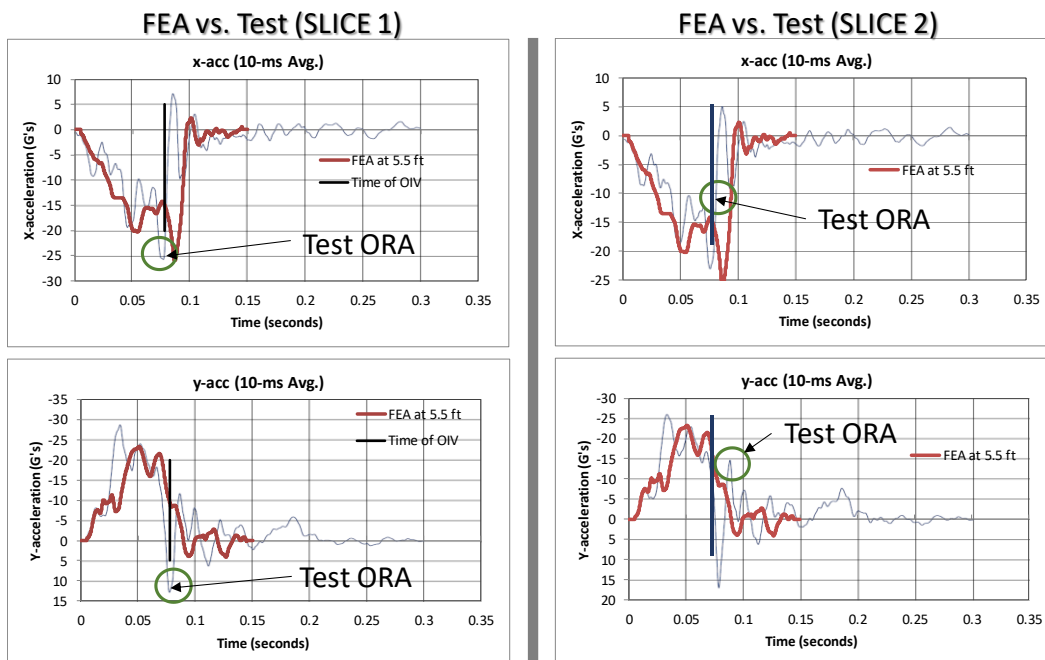 FEA vs. Test (SLICE 1)
x-acc (10-ms Avg.)
10
5
0
-5
-10
-15
-20
-25
-30
X-acceleration (G's)
FEA at 5.5 ft
Time of OIV
Test ORA
0
0.05
0.1
0.15
0.2
0.25
0.3
0.35
Time (seconds)
y-acc (10-ms Avg.)
-35
-30
-25
-20
-15
-10
-5
0
5
10
15
Y-acceleration (G's)
FEA at 5.5 ft
Time of OIV
Test ORA
0
0.05
0.1
0.15
0.2
0.25
0.3
0.35
Time (seconds)
FEA vs. Test (SLICE 2)
x-acc (10-ms Avg.)
10
5
0
-5
-10
-15
-20
-25
X-acceleration (G's)
FEA at 5.5 ft
Test ORA
0
0.05
0.1
0.15
0.2
0.25
0.3
0.35
Time (seconds)
y-acc (10-ms Avg.)
-30
-25
-20
-15
-10
-5
0
5
10
15
20
Y-acceleration (G's)
Test ORA
FEA at 5.5 ft
0
0.05
0.1
0.15
0.2
0.25
0.3
0.35
Time (seconds)